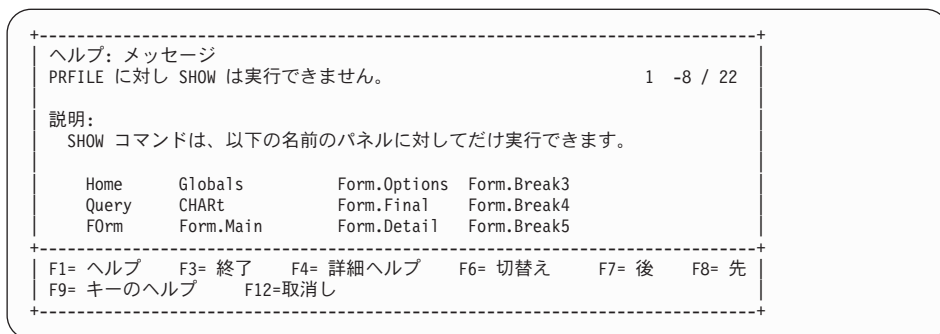 ヘルプ: メッセージ
PRFILE に対し SHOW は実行できません。 1 -8 / 22
説明:
SHOW コマンドは、以下の名前のパネルに対してだけ実行できます。
Home Globals Form.Options Form.Break3
Query CHARt Form.Final Form.Break4
FOrm Form.Main Form.Detail Form.Break5
F1= ヘルプ F3= 終了 F4= 詳細ヘルプ F6= 切替え F7= 後 F8= 先
F9= キーのヘルプ F12=取消し